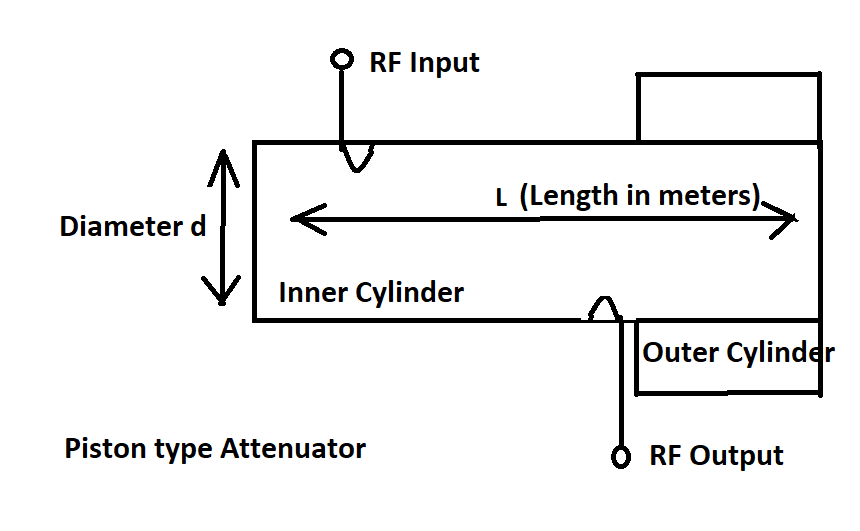 RF Input
L (Length in meters)
Diameter d
Inner Cylinder
Outer Cylinder
Piston type Attenuator
RF Output